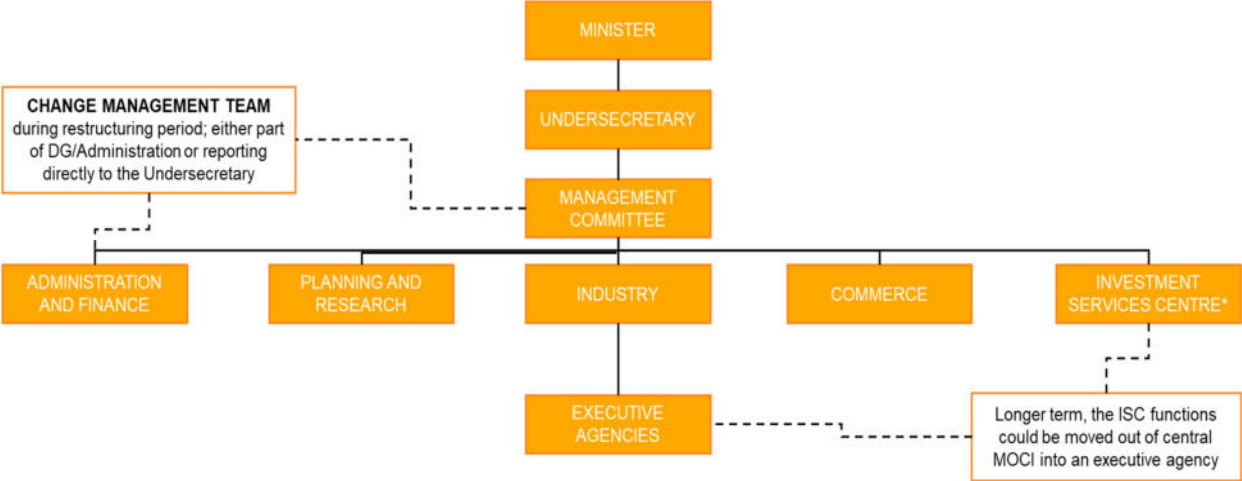 MINISTER
UNDERSECRETARY
CHANGE MANAGEMENT TEAM
during restructuring period; either part
of DG/Administration or reporting
directly to the Undersecretary
MANAGEMENT
COMMITTEE
ADMINISTRATION
AND FINANCE
PLANNING AND
RESEARCH
INDUSTRY
COMMERCE
INVESTMENT
SERVICES CENTRE*
EXECUTIVE
AGENCIES
Longer term, the ISC functions
could be moved out of central
MOCI into an executive agency